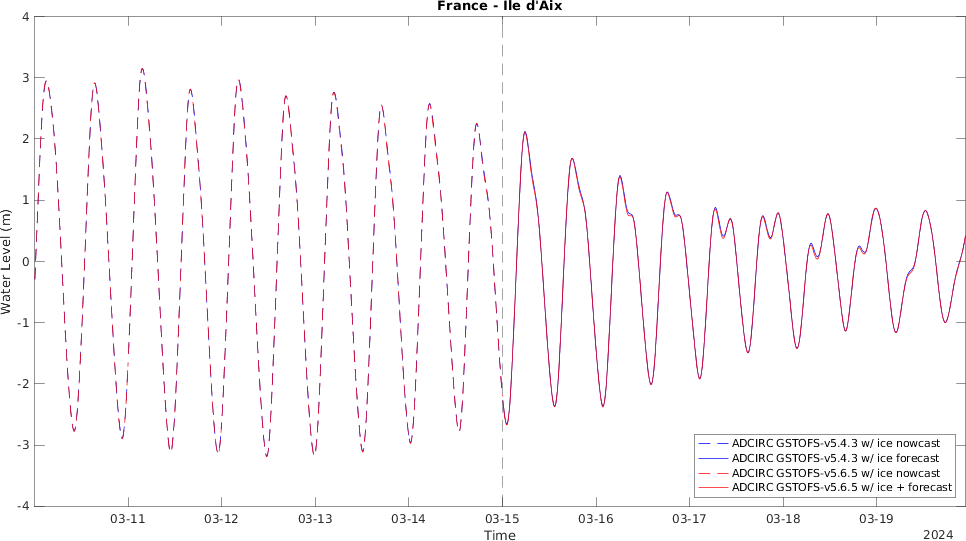 France - Ile d'Aix
4
3
2
1
0
-1
-2
-3
-4
Water Level (m)
ADCIRC GSTOFS-v5.4.3 w/ ice nowcast
ADCIRC GSTOFS-v5.4.3 w/ ice forecast
ADCIRC GSTOFS-v5.6.5 w/ ice nowcast
ADCIRC GSTOFS-v5.6.5 w/ ice + forecast
03-11 03-12 03-13 03-14 03-15 03-16 03-17 03-18 03-19
Time
2024